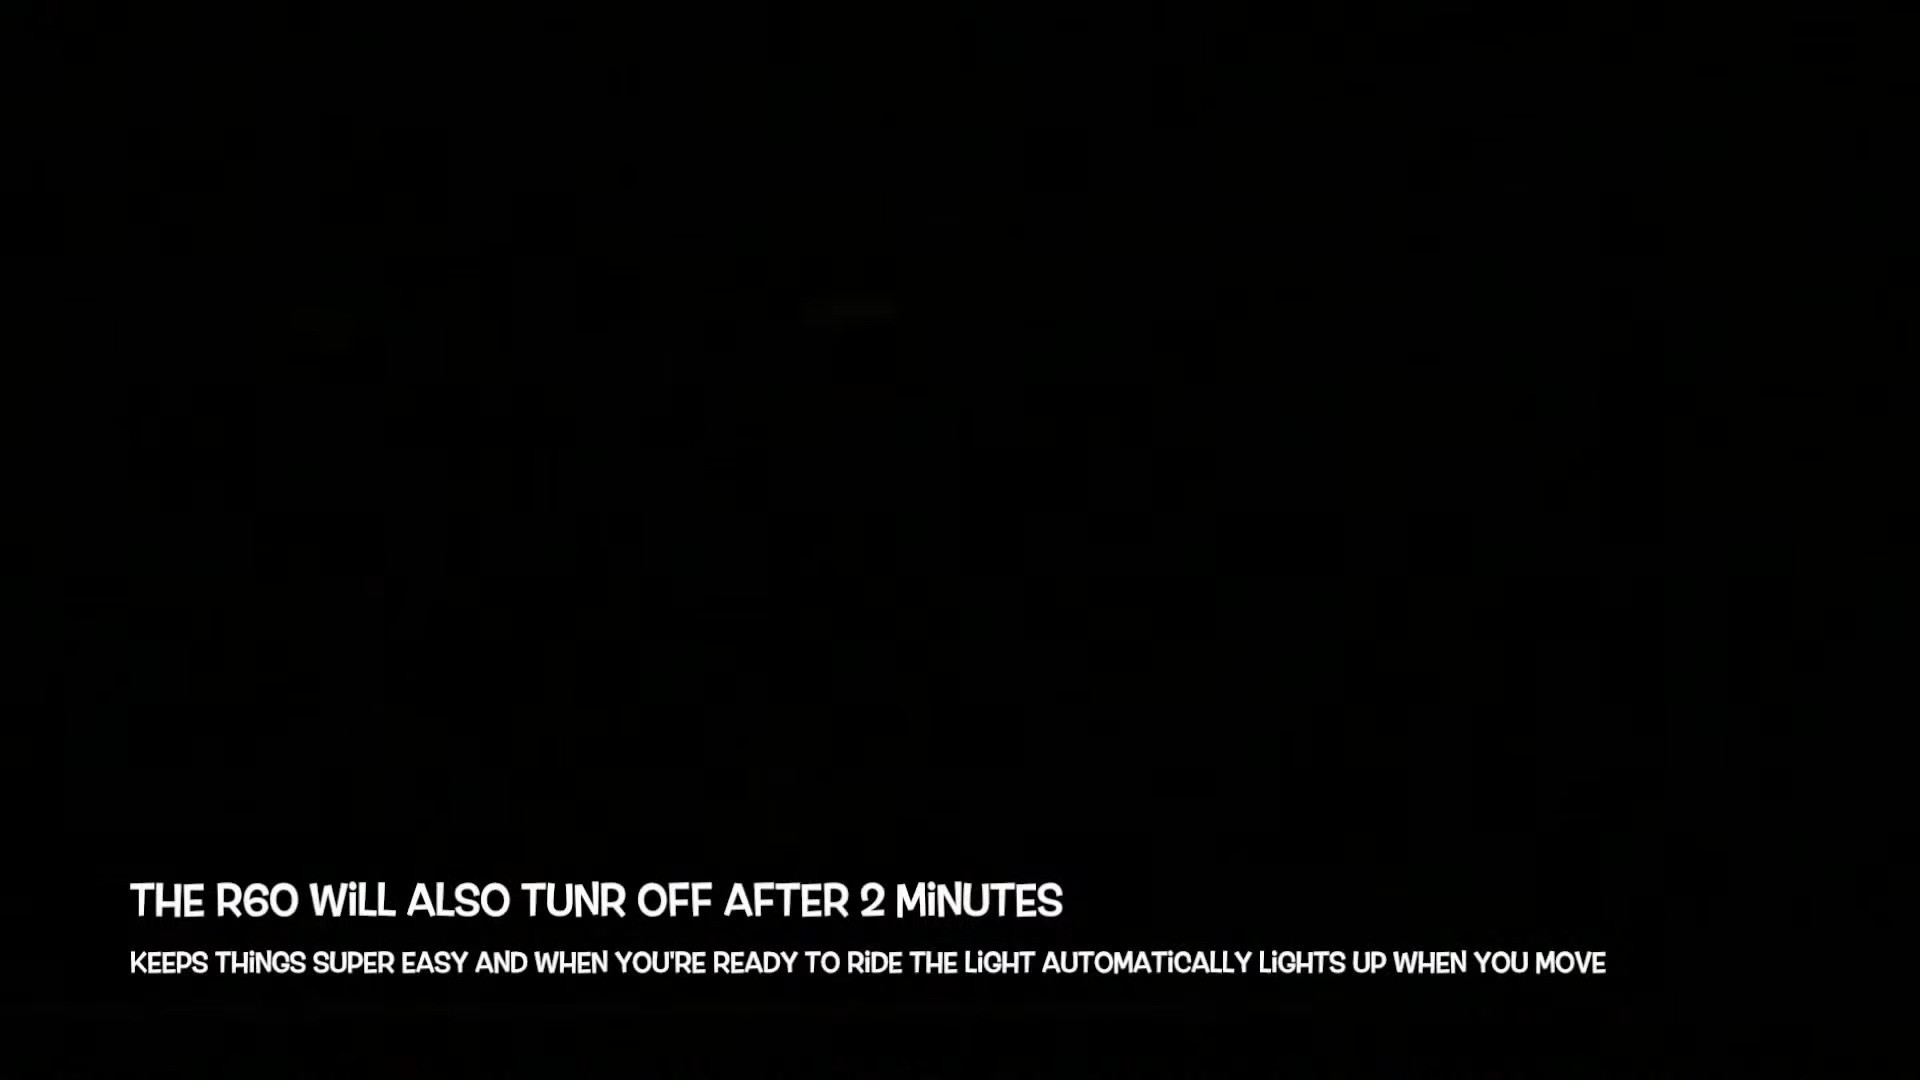 THE R60 WiLL ALSO TUNR OFF AFTER 2 MiNUTES
KEEPS THiNGS SUPER EASY AND WHEN YOU'RE READY TO RiDE THE LiGHT AUTOMATiCALLY LiGHTS UP WHEN YOU MOVE